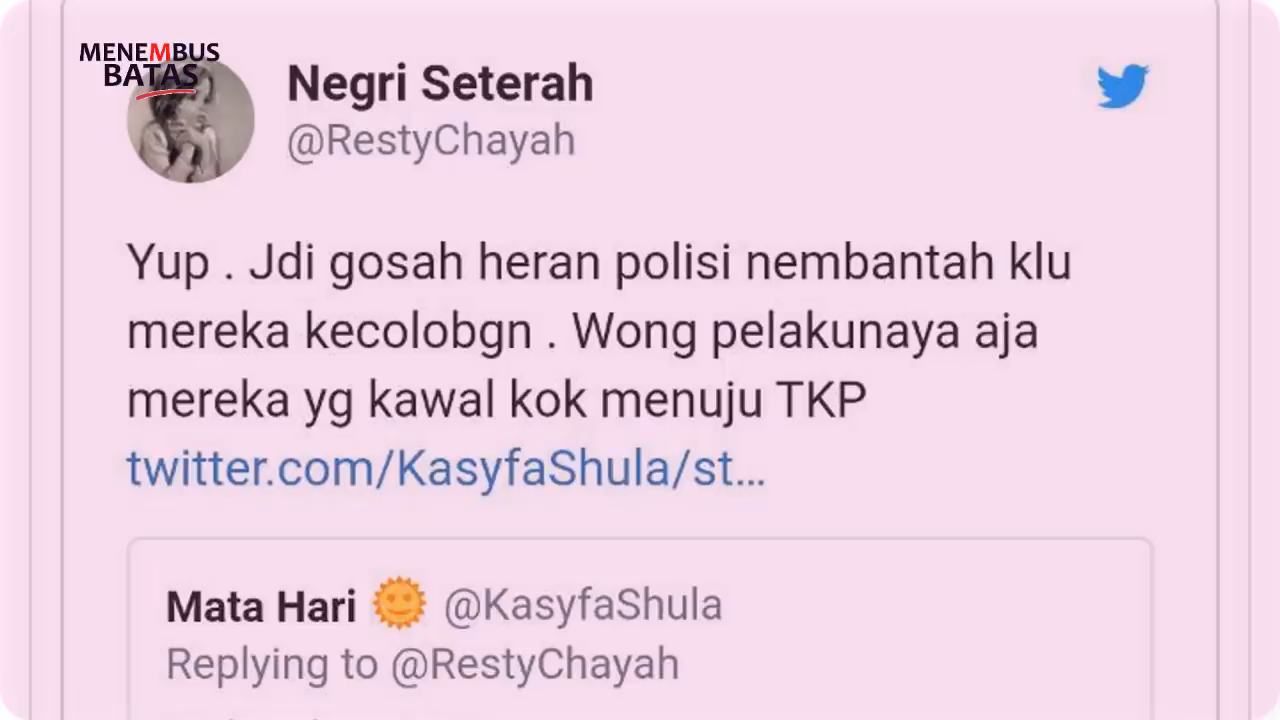 MENEMBUS
BATAS
Negri Seterah
@RestyChayah
Yup . Jdi gosah heran polisi nembantah klu
mereka kecolobgn . Wong pelakunaya aja
mereka yg kawal kok menuju TKP
twitter.com/KasyfaShula/st...
Mata Hari 🌞 @KasyfaShula
Replying to @RestyChayah